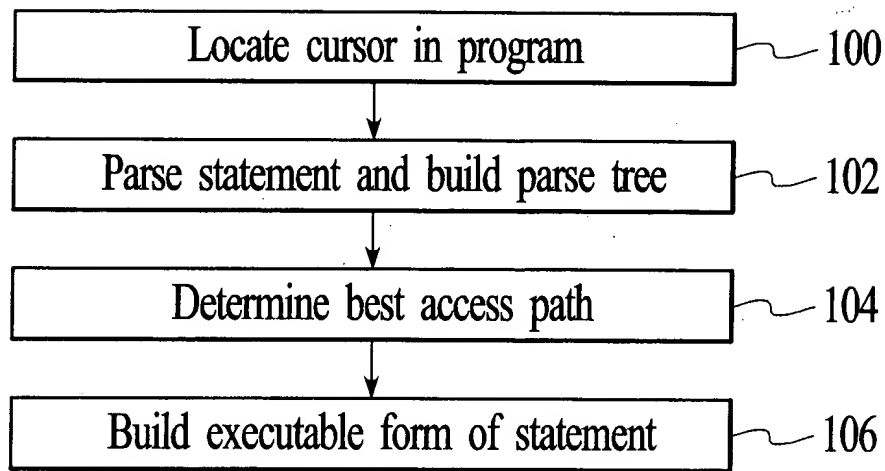 Locate cursor in program 100
Parse statement and build parse tree 102
Determine best access path 104
Build executable form of statement 106